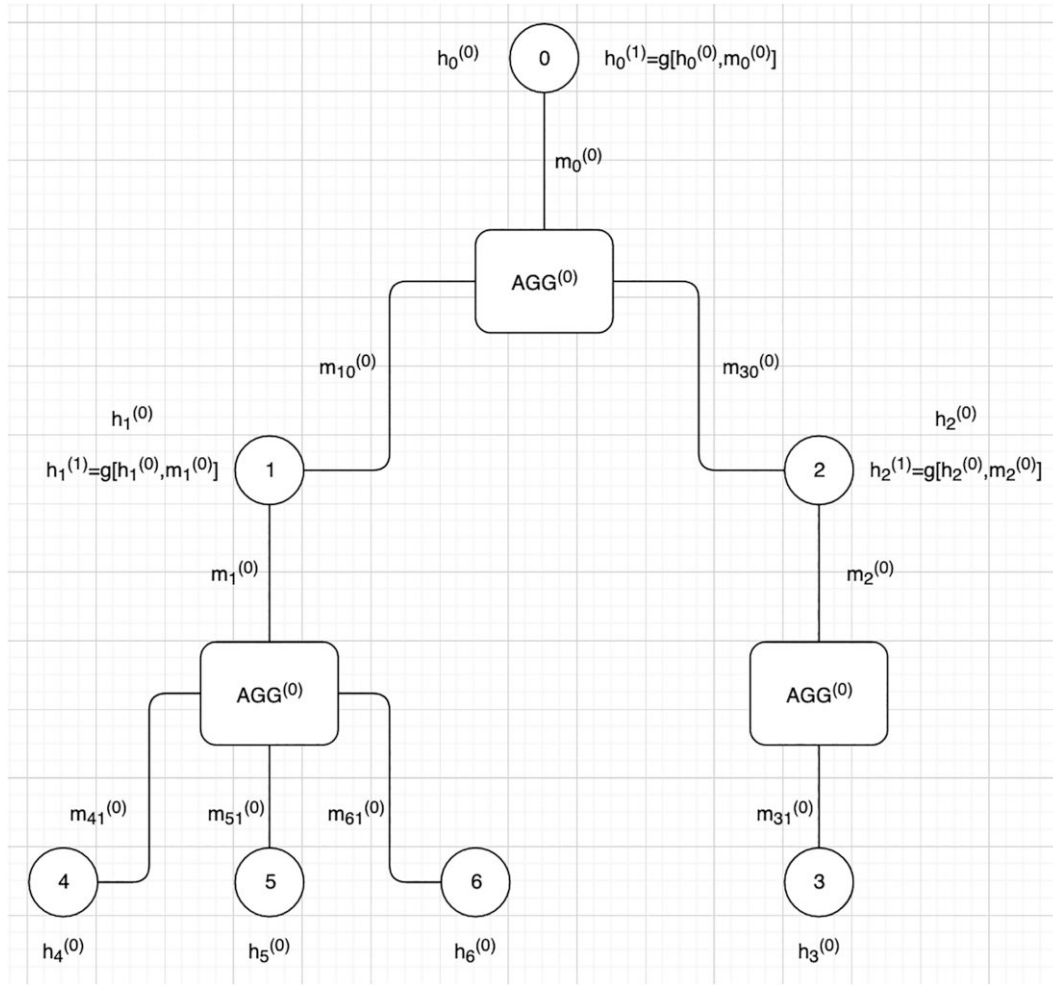 h₀⁽⁰⁾ 0 h₀⁽¹⁾=g[h₀⁽⁰⁾,m₀⁽⁰⁾]
m₀⁽⁰⁾
AGG⁽⁰⁾
m₁₀⁽⁰⁾ m₃₀⁽⁰⁾
h₁⁽⁰⁾ h₂⁽⁰⁾
h₁⁽¹⁾=g[h₁⁽⁰⁾,m₁⁽⁰⁾] 1 2 h₂⁽¹⁾=g[h₂⁽⁰⁾,m₂⁽⁰⁾]
m₁⁽⁰⁾ m₂⁽⁰⁾
AGG⁽⁰⁾ AGG⁽⁰⁾
m₄₁⁽⁰⁾ m₅₁⁽⁰⁾ m₆₁⁽⁰⁾ m₃₁⁽⁰⁾
4 5 6 3
h₄⁽⁰⁾ h₅⁽⁰⁾ h₆⁽⁰⁾ h₃⁽⁰⁾